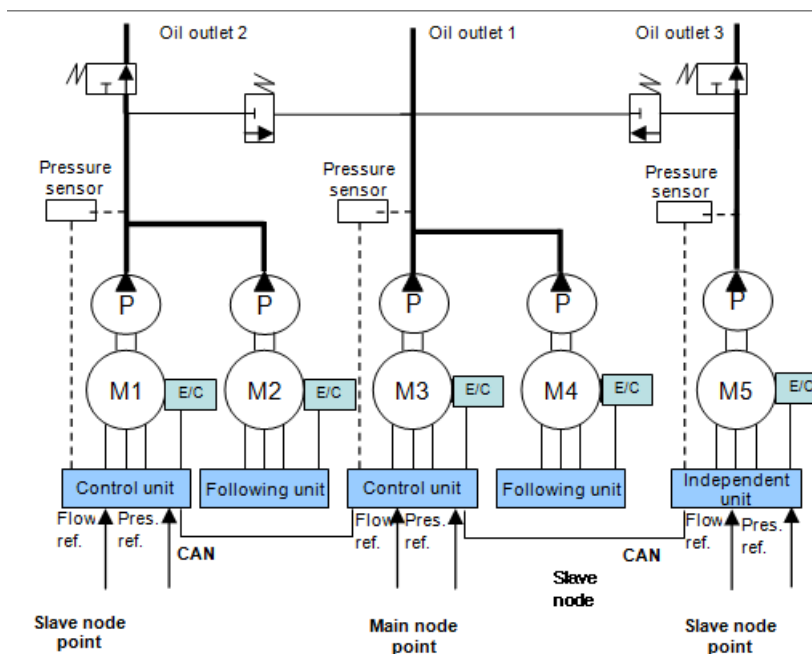 Oil outlet 2
Oil outlet 1
Oil outlet 3
Pressure
sensor
Pressure
sensor
Pressure
sensor
P
P
P
P
P
M1
E/C
M2
E/C
M3
E/C
M4
E/C
M5
E/C
Control unit
Following unit
Control unit
Following unit
Independent
unit
Flow
ref.
Pres.
ref.
Flow
ref.
Pres.
ref.
Flow
ref.
Pres.
ref.
CAN
CAN
Slave
node
Slave node
point
Main node
point
Slave node
point